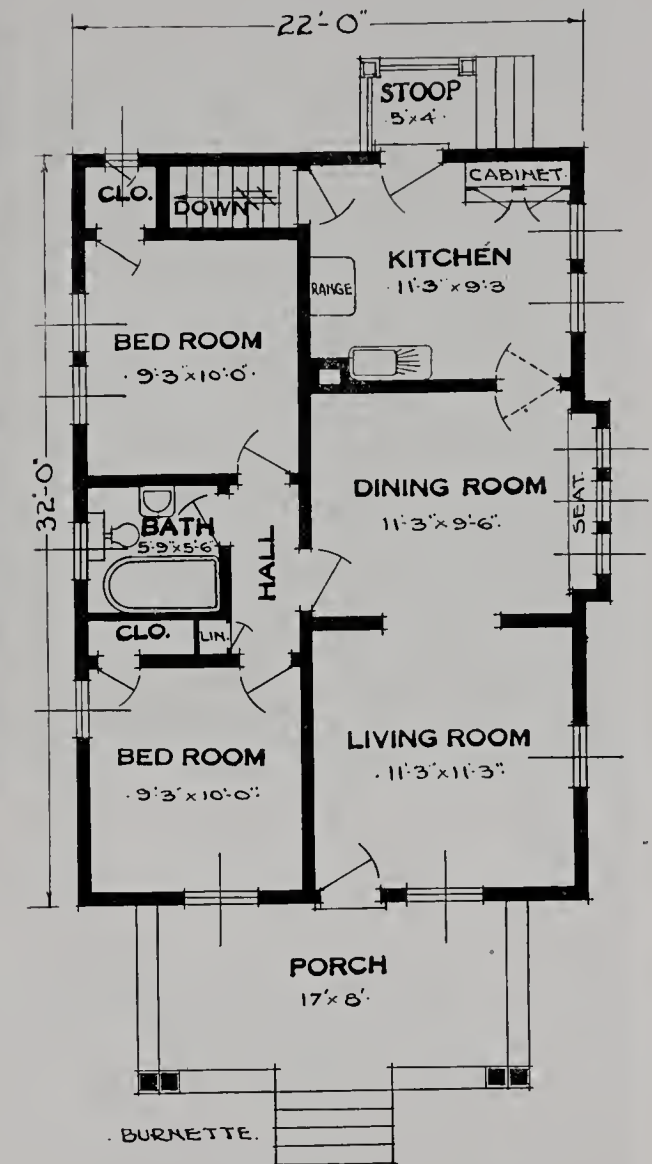 22'-0"
STOOP
5'x4'
CLO.
DOWN
CABINET
KITCHEN
11'3"x9'3
RANGE
BED ROOM
9'3"x10'0"
32'-0"
DINING ROOM
11'3"x9'-6"
SEAT
BATH
5'-9"x5'6"
HALL
CLO.
LIN.
BED ROOM
9'3"x10'-0"
LIVING ROOM
11'3"x11'-3"
PORCH
17'x8'
BURNETTE.